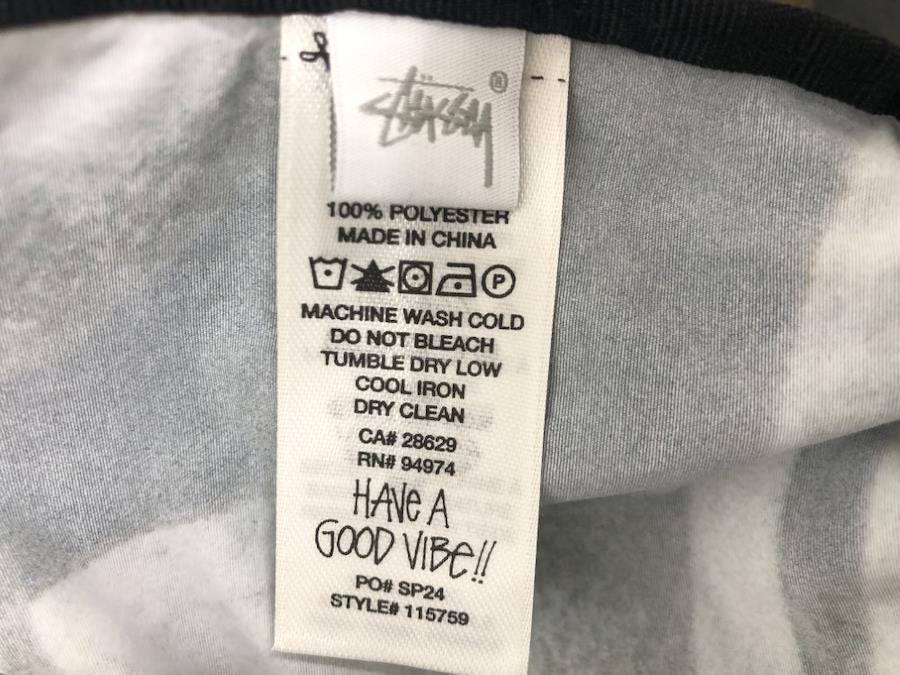 Stüssy ®
100% POLYESTER
MADE IN CHINA
P
MACHINE WASH COLD
DO NOT BLEACH
TUMBLE DRY LOW
COOL IRON
DRY CLEAN
CA# 28629
RN# 94974
HAVE A
GOOD VIBE!!
PO# SP24
STYLE# 115759